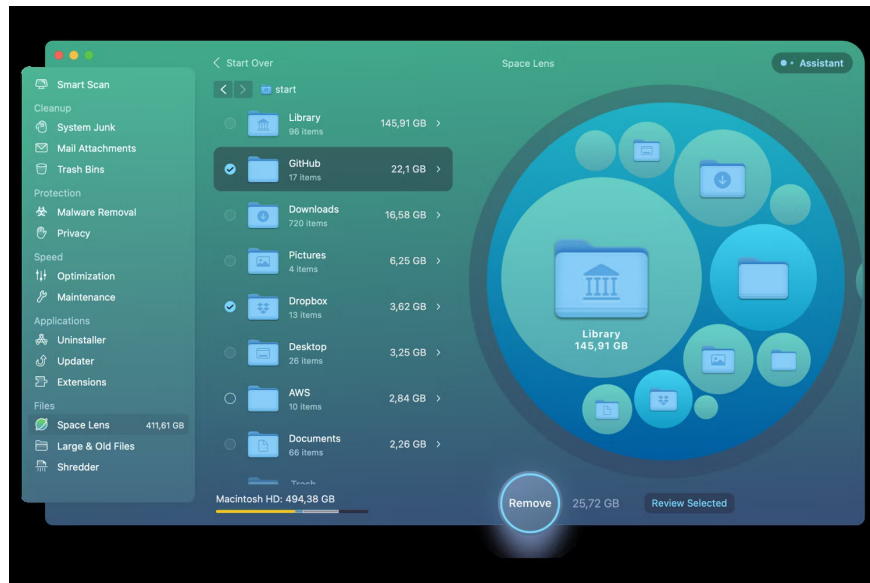 Start Over
Space Lens
Assistant
Smart Scan
Cleanup
System Junk
Mail Attachments
Trash Bins
Protection
Malware Removal
Privacy
Speed
Optimization
Maintenance
Applications
Uninstaller
Updater
Extensions
Files
Space Lens 411,61 GB
Large & Old Files
Shredder
start
Library 145,91 GB
96 items
GitHub 22,1 GB
17 items
Downloads 16,58 GB
720 items
Pictures 6,25 GB
4 items
Dropbox 3,62 GB
13 items
Desktop 3,25 GB
26 items
AWS 2,84 GB
10 items
Documents 2,26 GB
66 items
Trash
Macintosh HD: 494,38 GB
Library
145,91 GB
Remove 25,72 GB Review Selected